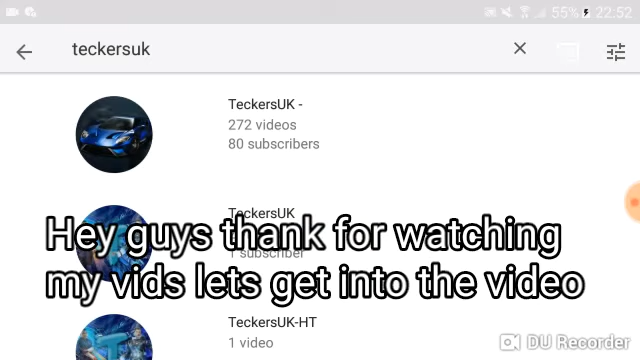 55% 22:52
teckersuk
TeckersUK -
272 videos
80 subscribers
TeckersUK
Hey guys thank for watching
1 subscriber
my vids lets get into the video
TeckersUK-HT
1 video
DU Recorder